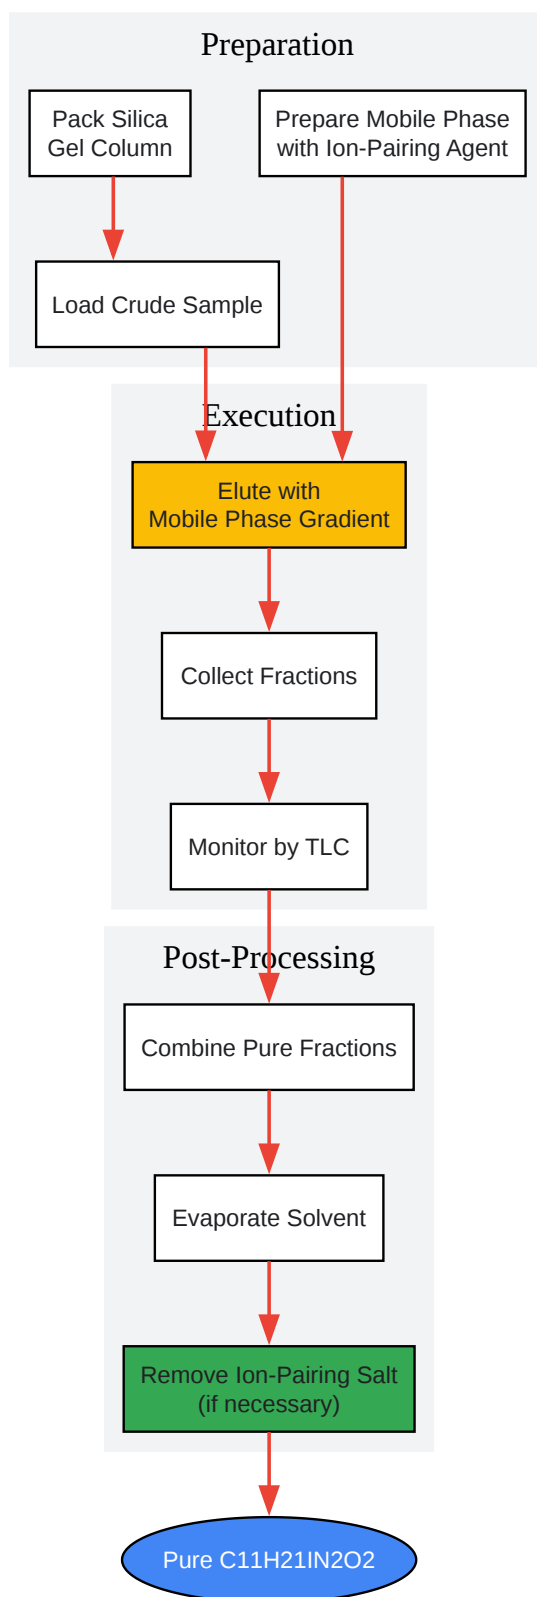 Preparation
Pack Silica
Gel Column
Prepare Mobile Phase
with Ion-Pairing Agent
Load Crude Sample
Execution
Elute with
Mobile Phase Gradient
Collect Fractions
Monitor by TLC
Post-Processing
Combine Pure Fractions
Evaporate Solvent
Remove Ion-Pairing Salt
(if necessary)
Pure C11H21IN2O2